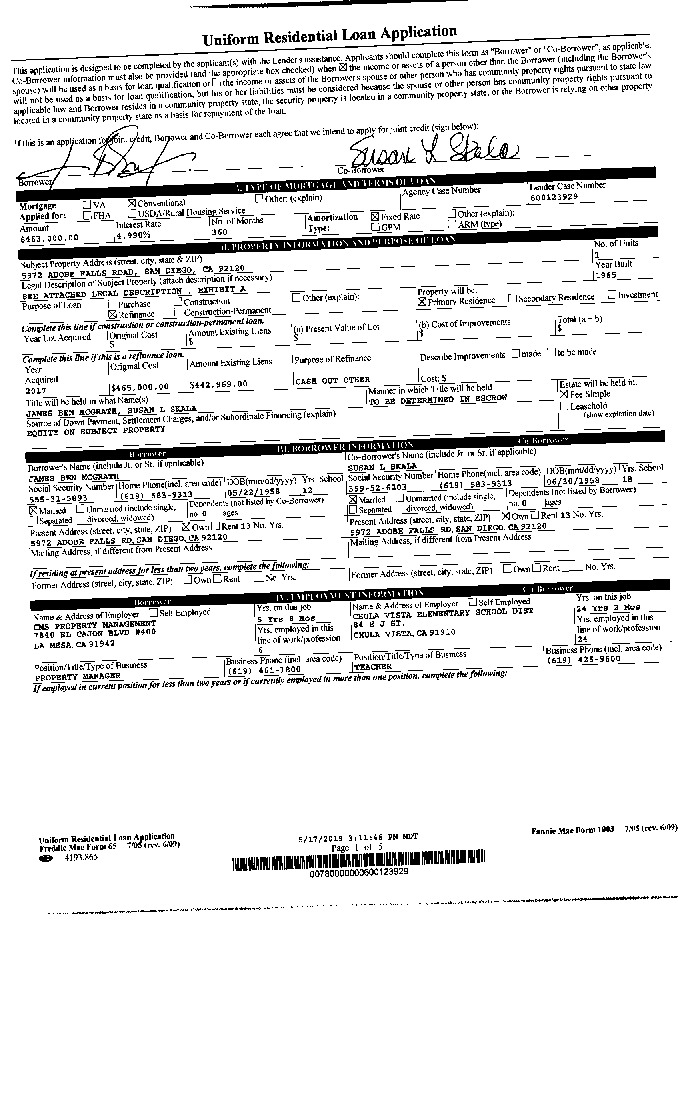 Uniform Residential Loan Application
This application is designed to be completed by the applicant(s) with the Lender's assistance. Applicants should complete this form as "Borrower" or "Co-Borrower", as applicable.
Co-Borrower information must also be provided (and the appropriate box checked) when ☒ the income or assets of a person other than the Borrower (including the Borrower's
spouse) will be used as a basis for loan qualification or ☐ the income or assets of the Borrower's spouse or other person who has community property rights pursuant to state law
will not be used as a basis for loan qualification, but his or her liabilities must be considered because the spouse or other person has community property rights pursuant to
applicable law and Borrower resides in a community property state, the security property is located in a community property state, or the Borrower is relying on other property
located in a community property state as a basis for repayment of the loan.
If this is an application for joint credit, Borrower and Co-Borrower each agree that we intend to apply for joint credit (sign below):
Susan L Skala
Borrower Co-Borrower
I. TYPE OF MORTGAGE AND TERMS OF LOAN
Mortgage Applied for: ☐ VA ☒ Conventional ☐ Other (explain) Agency Case Number Lender Case Number
☐ FHA ☐ USDA/Rural Housing Service 600123929
Amount Interest Rate No. of Months Amortization Type: ☒ Fixed Rate ☐ Other (explain):
$463,000.00 4.990% 360 ☐ GPM ☐ ARM (type)
II. PROPERTY INFORMATION AND PURPOSE OF LOAN
Subject Property Address (street, city, state & ZIP) No. of Units
5972 ADOBE FALLS ROAD, SAN DIEGO, CA 92120 1
Legal Description of Subject Property (attach description if necessary) Year Built
SEE ATTACHED LEGAL DESCRIPTION , EXHIBIT A 1965
Purpose of Loan ☐ Purchase ☐ Construction ☐ Other (explain): Property will be:
☒ Refinance ☐ Construction-Permanent ☒ Primary Residence ☐ Secondary Residence ☐ Investment
Complete this line if construction or construction-permanent loan.
Year Lot Acquired Original Cost Amount Existing Liens (a) Present Value of Lot (b) Cost of Improvements Total (a + b)
$ $ $ $ $
Complete this line if this is a refinance loan.
Year Acquired Original Cost Amount Existing Liens Purpose of Refinance Describe Improvements ☐ made ☐ to be made
2017 $465,000.00 $442,969.00 CASH OUT OTHER Cost: $
Title will be held in what Name(s) Manner in which Title will be held Estate will be held in:
JAMES BEN MCGRATH, SUSAN L SKALA TO BE DETERMINED IN ESCROW ☒ Fee Simple
Source of Down Payment, Settlement Charges, and/or Subordinate Financing (explain) ☐ Leasehold
EQUITY ON SUBJECT PROPERTY (show expiration date)
Borrower III. BORROWER INFORMATION Co-Borrower
Borrower's Name (include Jr. or Sr. if applicable) Co-Borrower's Name (include Jr. or Sr. if applicable)
JAMES BEN MCGRATH SUSAN L SKALA
Social Security Number Home Phone(incl. area code) DOB(mm/dd/yyyy) Yrs. School Social Security Number Home Phone(incl. area code) DOB(mm/dd/yyyy) Yrs. School
(619) 583-9313 05/22/1958 12 (619) 583-9313 06/30/1958 18
☒ Married ☐ Unmarried (include single, divorced, widowed) Dependents (not listed by Co-Borrower) ☒ Married ☐ Unmarried (include single, divorced, widowed) Dependents (not listed by Borrower)
☐ Separated no. 0 ages ☐ Separated no. 0 ages
Present Address (street, city, state, ZIP) ☒ Own ☐ Rent 13 No. Yrs. Present Address (street, city, state, ZIP) ☒ Own ☐ Rent 13 No. Yrs.
5972 ADOBE FALLS RD, SAN DIEGO, CA 92120 5972 ADOBE FALLS RD, SAN DIEGO, CA 92120
Mailing Address, if different from Present Address Mailing Address, if different from Present Address
If residing at present address for less than two years, complete the following:
Former Address (street, city, state, ZIP) ☐ Own ☐ Rent No. Yrs. Former Address (street, city, state, ZIP) ☐ Own ☐ Rent No. Yrs.
Borrower IV. EMPLOYMENT INFORMATION Co-Borrower
Name & Address of Employer ☐ Self Employed Yrs. on this job Name & Address of Employer ☐ Self Employed Yrs. on this job
CMS PROPERTY MANAGEMENT 5 Yrs 8 Mos CHULA VISTA ELEMENTARY SCHOOL DIST 24 Yrs
7840 EL CAJON BLVD #400 Yrs. employed in this line of work/profession 84 E J ST. Yrs. employed in this line of work/profession
LA MESA, CA 91942 6 CHULA VISTA, CA 91910 24
Position/Title/Type of Business Business Phone (incl. area code) Position/Title/Type of Business Business Phone (incl. area code)
PROPERTY MANAGER (619) 461-1800 TEACHER (619) 425-9600
If employed in current position for less than two years or if currently employed in more than one position, complete the following:
Uniform Residential Loan Application 5/17/2019 3:11:46 PM MDT Fannie Mae Form 1003 7/05 (rev. 6/09)
Freddie Mac Form 65 7/05 (rev. 6/09) Page 1 of 5
4193.865
00780000000600123929